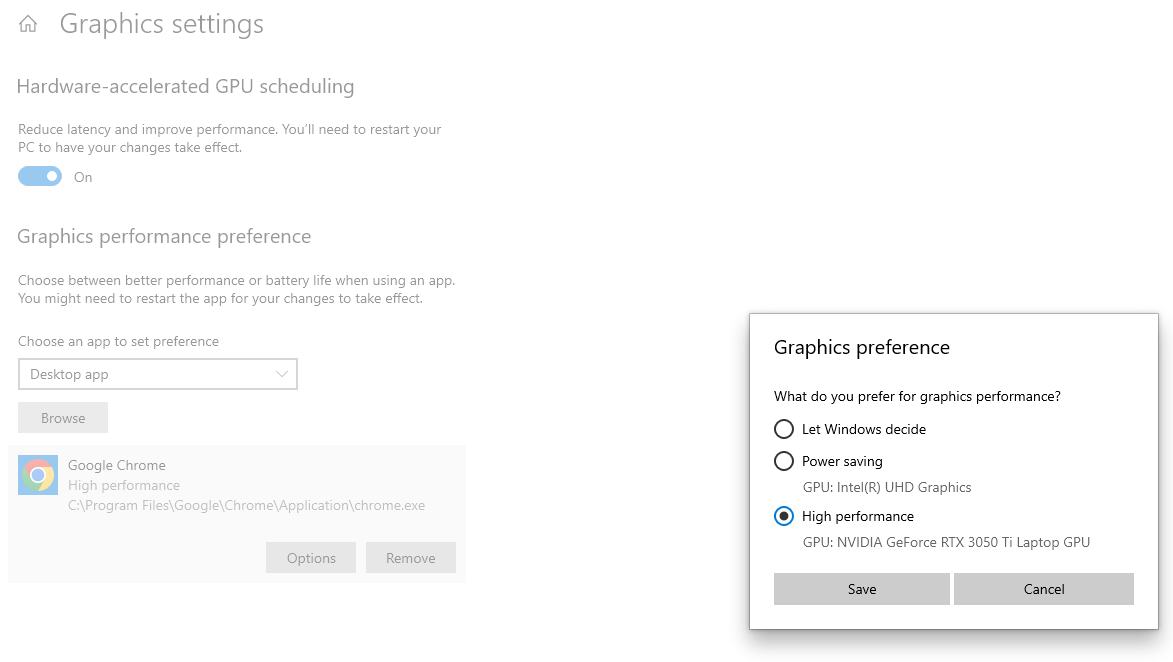 Graphics settings
Hardware-accelerated GPU scheduling
Reduce latency and improve performance. You'll need to restart your
PC to have your changes take effect.
On
Graphics performance preference
Choose between better performance or battery life when using an app.
You might need to restart the app for your changes to take effect.
Choose an app to set preference
Desktop app
Browse
Google Chrome
High performance
C:\Program Files\Google\Chrome\Application\chrome.exe
Options
Remove
Graphics preference
What do you prefer for graphics performance?
Let Windows decide
Power saving
GPU: Intel(R) UHD Graphics
High performance
GPU: NVIDIA GeForce RTX 3050 Ti Laptop GPU
Save
Cancel